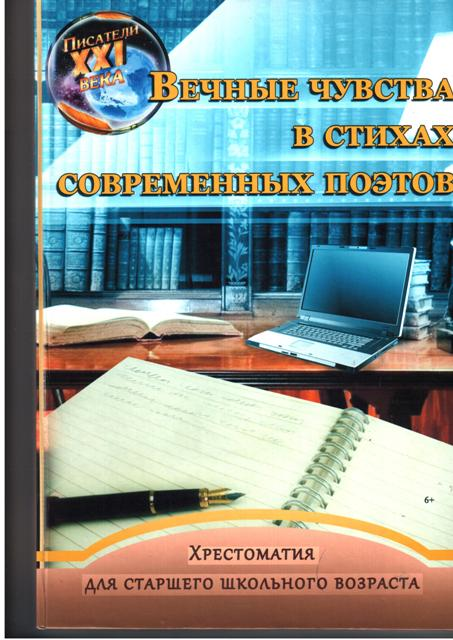 ПИСАТЕЛИ
XXI
ВЕКА
ВЕЧНЫЕ ЧУВСТВА
В СТИХАХ
СОВРЕМЕННЫХ ПОЭТОВ
6+
ХРЕСТОМАТИЯ
ДЛЯ СТАРШЕГО ШКОЛЬНОГО ВОЗРАСТА